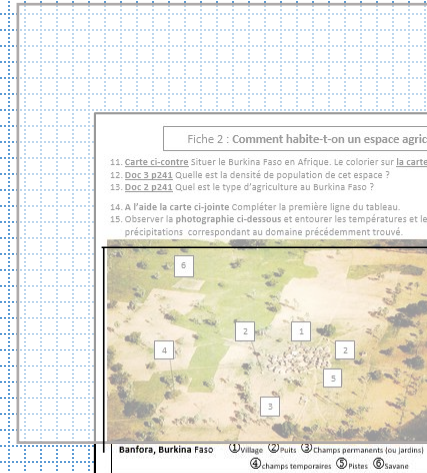 Fiche 2 : Comment habite-t-on un espace agric
11. Carte ci-contre Situer le Burkina Faso en Afrique. Le colorier sur la carte
12. Doc 3 p241 Quelle est la densité de population de cet espace ?
13. Doc 2 p241 Quel est le type d'agriculture au Burkina Faso ?
14. A l'aide la carte ci-jointe Compléter la première ligne du tableau.
15. Observer la photographie ci-dessous et entourer les températures et le
précipitations correspondant au domaine précédemment trouvé.
6
2 1
4 2
5
3
Banfora, Burkina Faso ①Village ②Puits ③Champs permanents (ou jardins)
④champs temporaires ⑤Pistes ⑥Savane